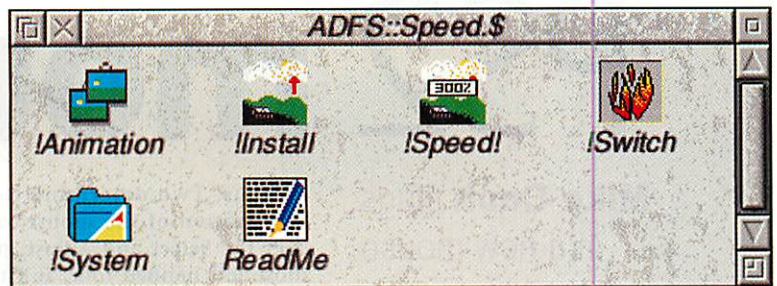 ADFS::Speed.$
300%
!Animation !Install !Speed! !Switch
!System ReadMe